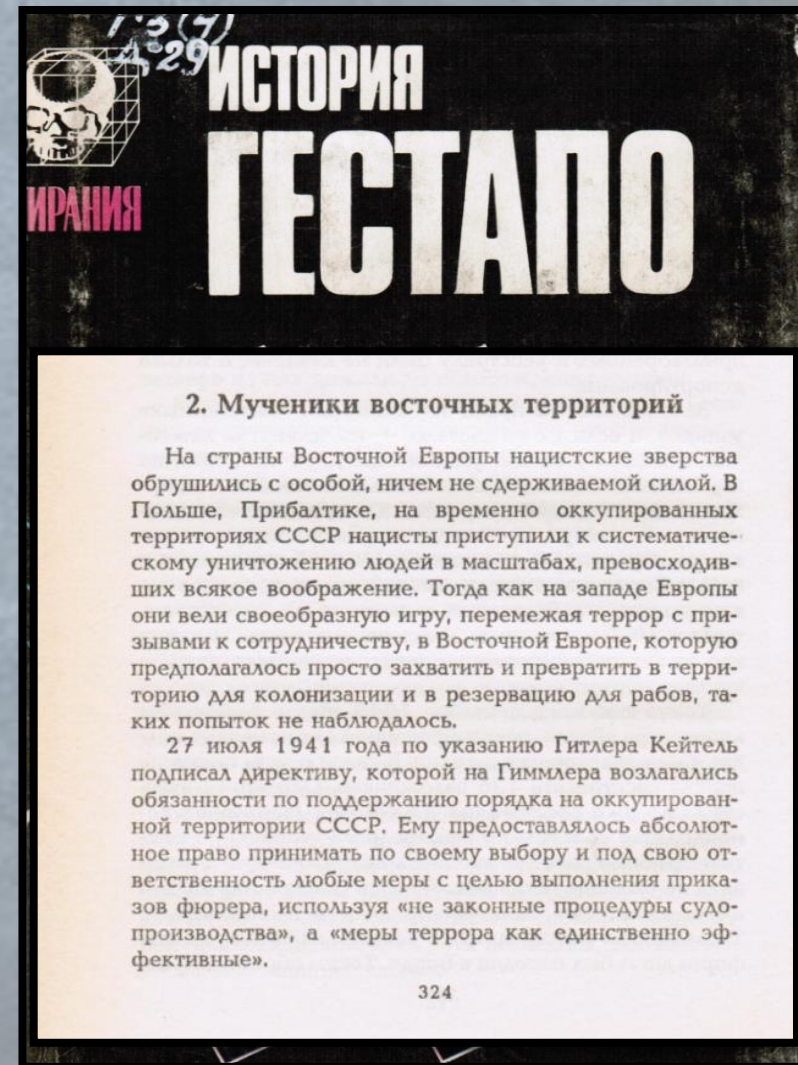 Г.3(4)
Д 29
ИСТОРИЯ
ГЕСТАПО
ИРАНИЯ
2. Мученики восточных территорий
На страны Восточной Европы нацистские зверства
обрушились с особой, ничем не сдерживаемой силой. В
Польше, Прибалтике, на временно оккупированных
территориях СССР нацисты приступили к систематиче-
скому уничтожению людей в масштабах, превосходив-
ших всякое воображение. Тогда как на западе Европы
они вели своеобразную игру, перемежая террор с при-
зывами к сотрудничеству, в Восточной Европе, которую
предполагалось просто захватить и превратить в терри-
торию для колонизации и в резервацию для рабов, та-
ких попыток не наблюдалось.
27 июля 1941 года по указанию Гитлера Кейтель
подписал директиву, которой на Гиммлера возлагались
обязанности по поддержанию порядка на оккупирован-
ной территории СССР. Ему предоставлялось абсолют-
ное право принимать по своему выбору и под свою от-
ветственность любые меры с целью выполнения прика-
зов фюрера, используя «не законные процедуры судо-
производства», а «меры террора как единственно эф-
фективные».
324